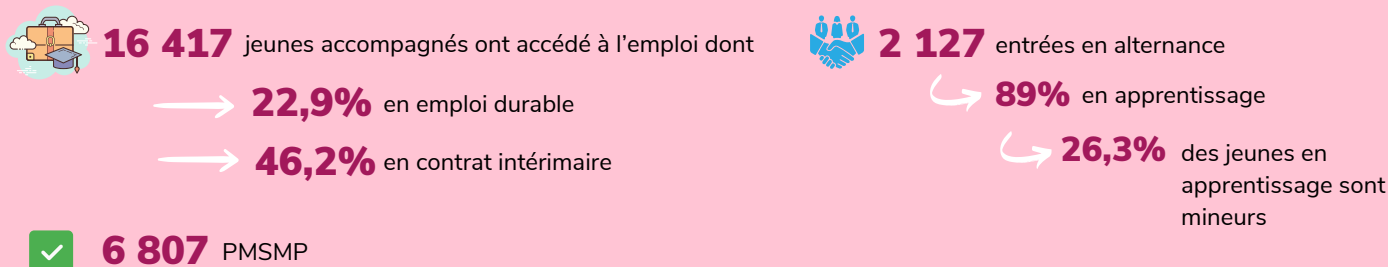 16 417 jeunes accompagnés ont accédé à l’emploi dont
22,9% en emploi durable
46,2% en contrat intérimaire
6 807 PMSMP
2 127 entrées en alternance
89% en apprentissage
26,3% des jeunes en
apprentissage sont
mineurs